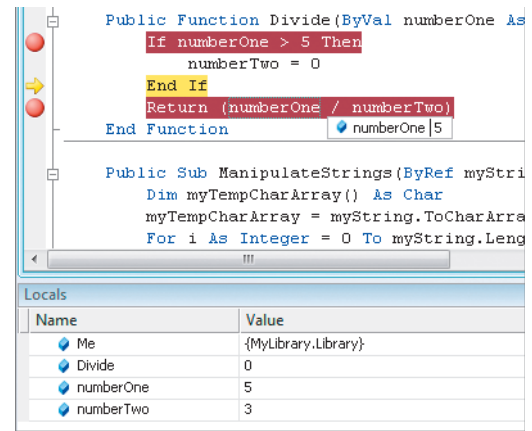 Public Function Divide(ByVal numberOne As
If numberOne > 5 Then
numberTwo = 0
End If
Return (numberOne / numberTwo)
End Function
numberOne 5
Public Sub ManipulateStrings(ByRef myStri
Dim myTempCharArray() As Char
myTempCharArray = myString.ToCharArra
For i As Integer = 0 To myString.Leng
Locals
Name Value
Me {MyLibrary.Library}
Divide 0
numberOne 5
numberTwo 3